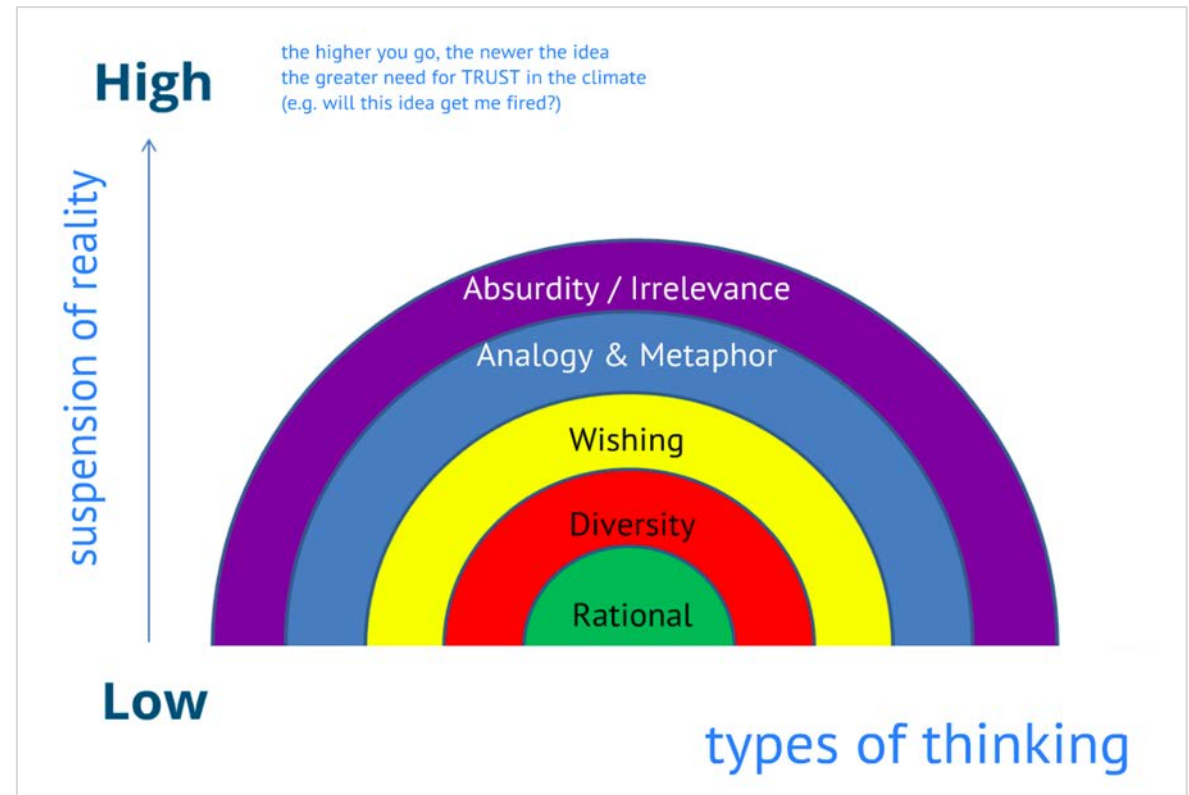 High
the higher you go, the newer the idea
the greater need for TRUST in the climate
(e.g. will this idea get me fired?)
suspension of reality
Absurdity / Irrelevance
Analogy & Metaphor
Wishing
Diversity
Rational
Low
types of thinking